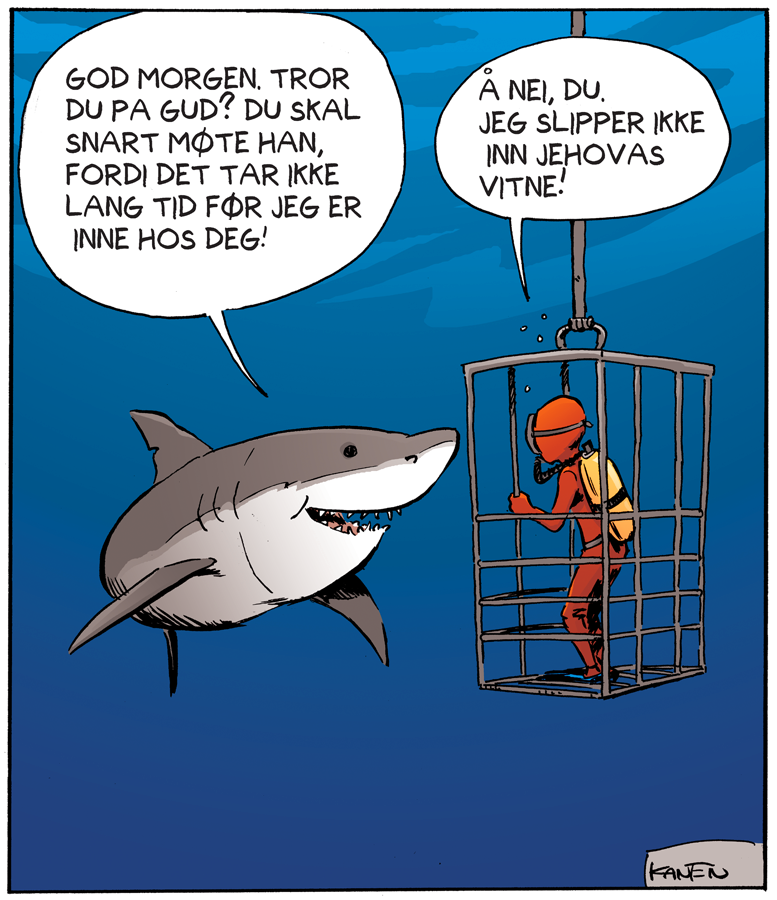 GOD MORGEN. TROR
DU PA GUD? DU SKAL
SNART MØTE HAN,
FORDI DET TAR IKKE
LANG TID FØR JEG ER
INNE HOS DEG!
Å NEI, DU.
JEG SLIPPER IKKE
INN JEHOVAS
VITNE!
KANEN